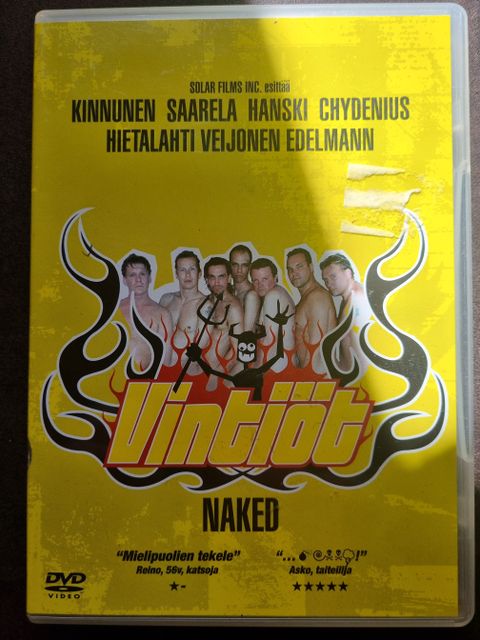 SOLAR FILMS INC. esittää
KINNUNEN SAARELA HANSKI CHYDENIUS
HIETALAHTI VEIJONEN EDELMANN
Vintiöt
NAKED
“Mielipuolien tekele” “...💣@☠☠💭!”
Reino, 56v, katsoja Asko, taiteilija
★- ★★★★★
DVD
VIDEO